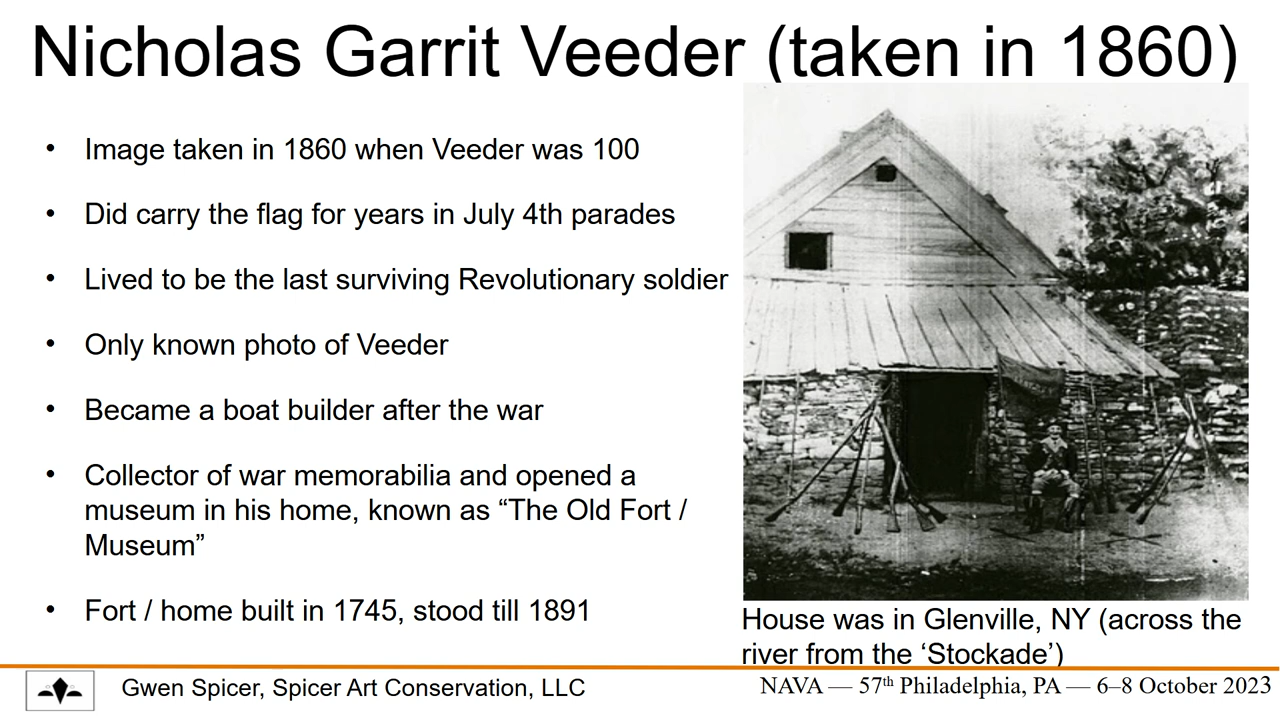 Nicholas Garrit Veeder (taken in 1860)
• Image taken in 1860 when Veeder was 100
• Did carry the flag for years in July 4th parades
• Lived to be the last surviving Revolutionary soldier
• Only known photo of Veeder
• Became a boat builder after the war
• Collector of war memorabilia and opened a
museum in his home, known as “The Old Fort /
Museum”
• Fort / home built in 1745, stood till 1891
House was in Glenville, NY (across the
river from the ‘Stockade’)
Gwen Spicer, Spicer Art Conservation, LLC
NAVA — 57th Philadelphia, PA — 6–8 October 2023